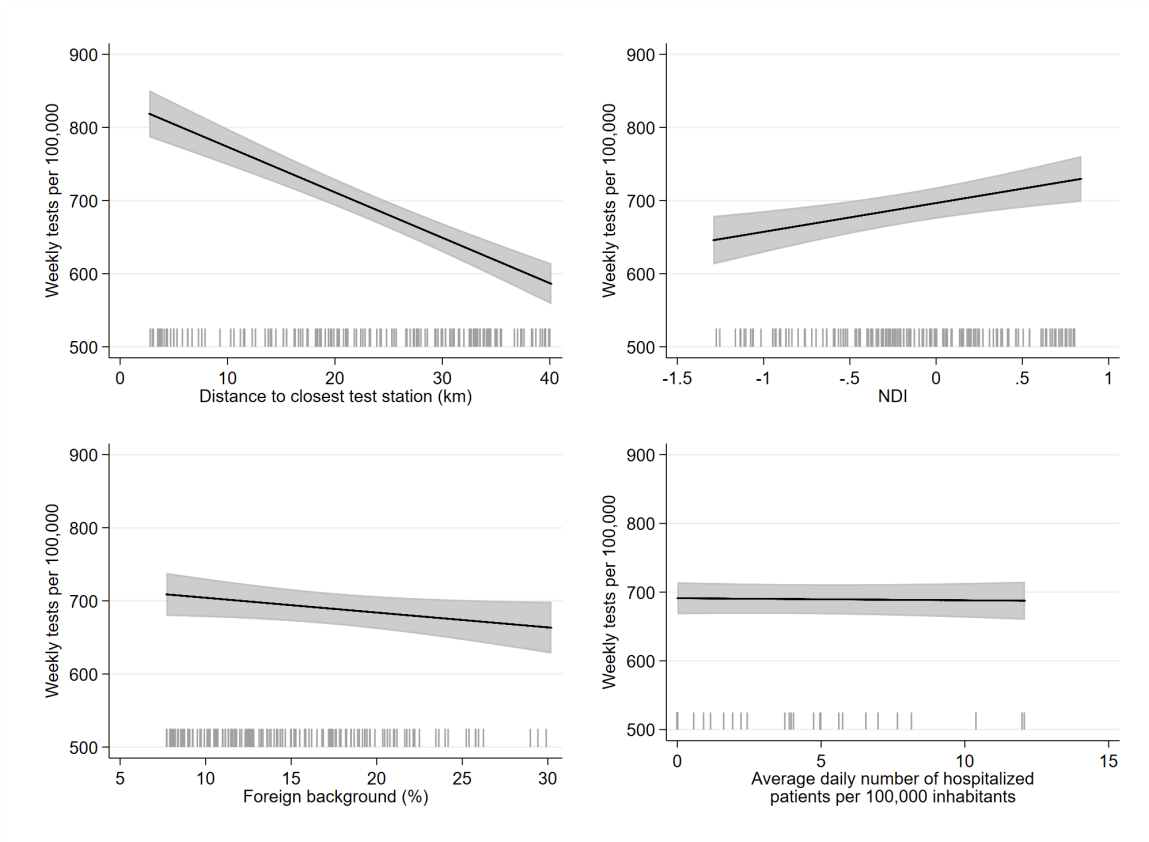 900
800
700
600
500
Weekly tests per 100,000
0 10 20 30 40
Distance to closest test station (km)
900
800
700
600
500
Weekly tests per 100,000
-1.5 -1 -.5 0 .5 1
NDI
900
800
700
600
500
Weekly tests per 100,000
5 10 15 20 25 30
Foreign background (%)
900
800
700
600
500
Weekly tests per 100,000
0 5 10 15
Average daily number of hospitalized
patients per 100,000 inhabitants